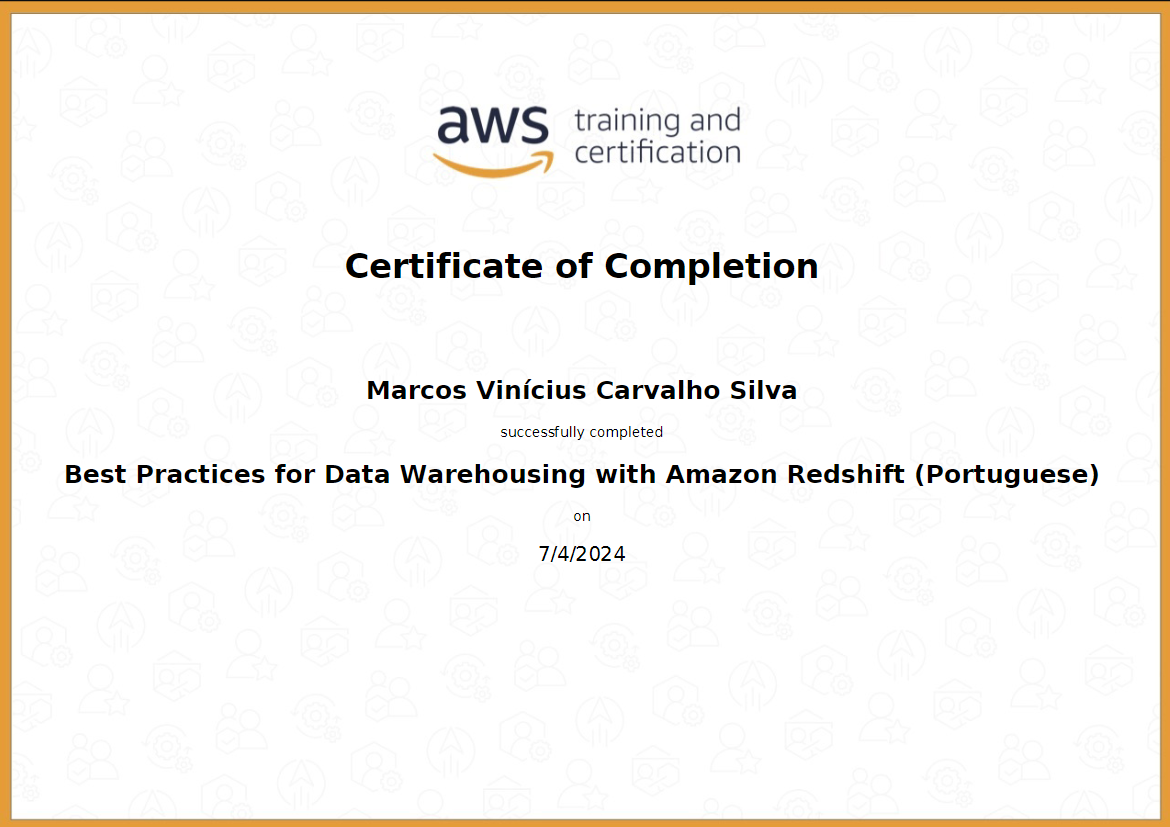 aws training and
certification
Certificate of Completion
Marcos Vinícius Carvalho Silva
successfully completed
Best Practices for Data Warehousing with Amazon Redshift (Portuguese)
on
7/4/2024